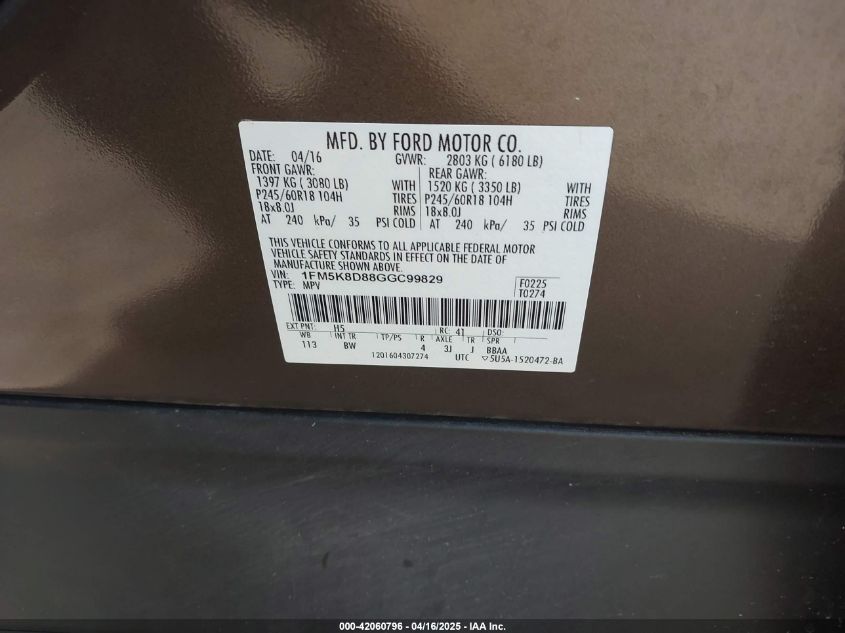 MFD. BY FORD MOTOR CO.
DATE: 04/16 GVWR: 2803 KG ( 6180 LB)
FRONT GAWR: REAR GAWR:
1397 KG ( 3080 LB) WITH 1520 KG ( 3350 LB) WITH
P245/60R18 104H TIRES P245/60R18 104H TIRES
18x8.0J RIMS 18x8.0J RIMS
AT 240 kPa/ 35 PSI COLD AT 240 kPa/ 35 PSI COLD
THIS VEHICLE CONFORMS TO ALL APPLICABLE FEDERAL MOTOR
VEHICLE SAFETY STANDARDS IN EFFECT ON THE DATE OF
MANUFACTURE SHOWN ABOVE.
VIN: 1FM5K8D88GGC99829 F0225
TYPE: MPV T0274
EXT PNT: H5 RC: 41 DSO:
WB INT TR TP/PS R AXLE TR SPR
113 BW 4 3J J BBAA
1201604307274 UTC ▽5U5A-1520472-BA
000-42060796 - 04/16/2025 - IAA Inc.